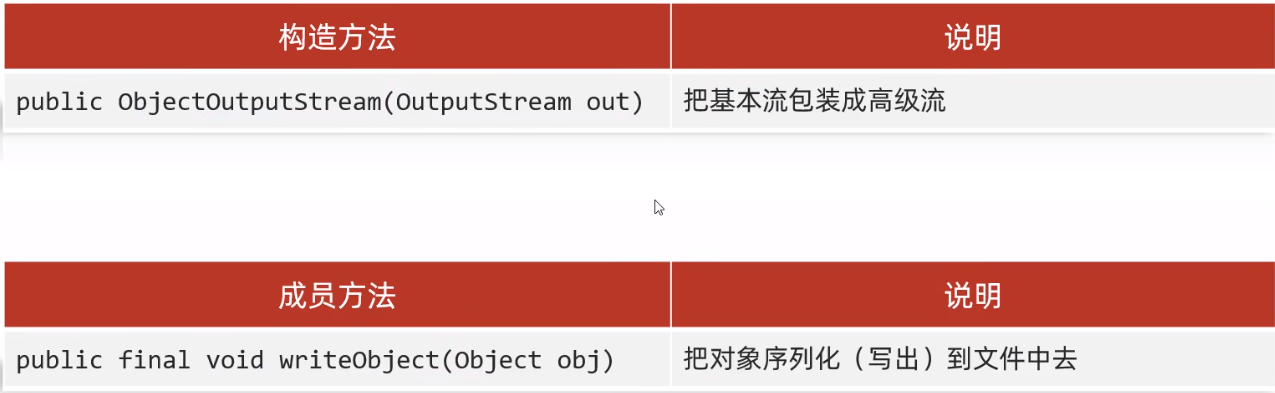 构造方法 说明
public ObjectOutputStream(OutputStream out) 把基本流包装成高级流
成员方法 说明
public final void writeObject(Object obj) 把对象序列化（写出）到文件中去